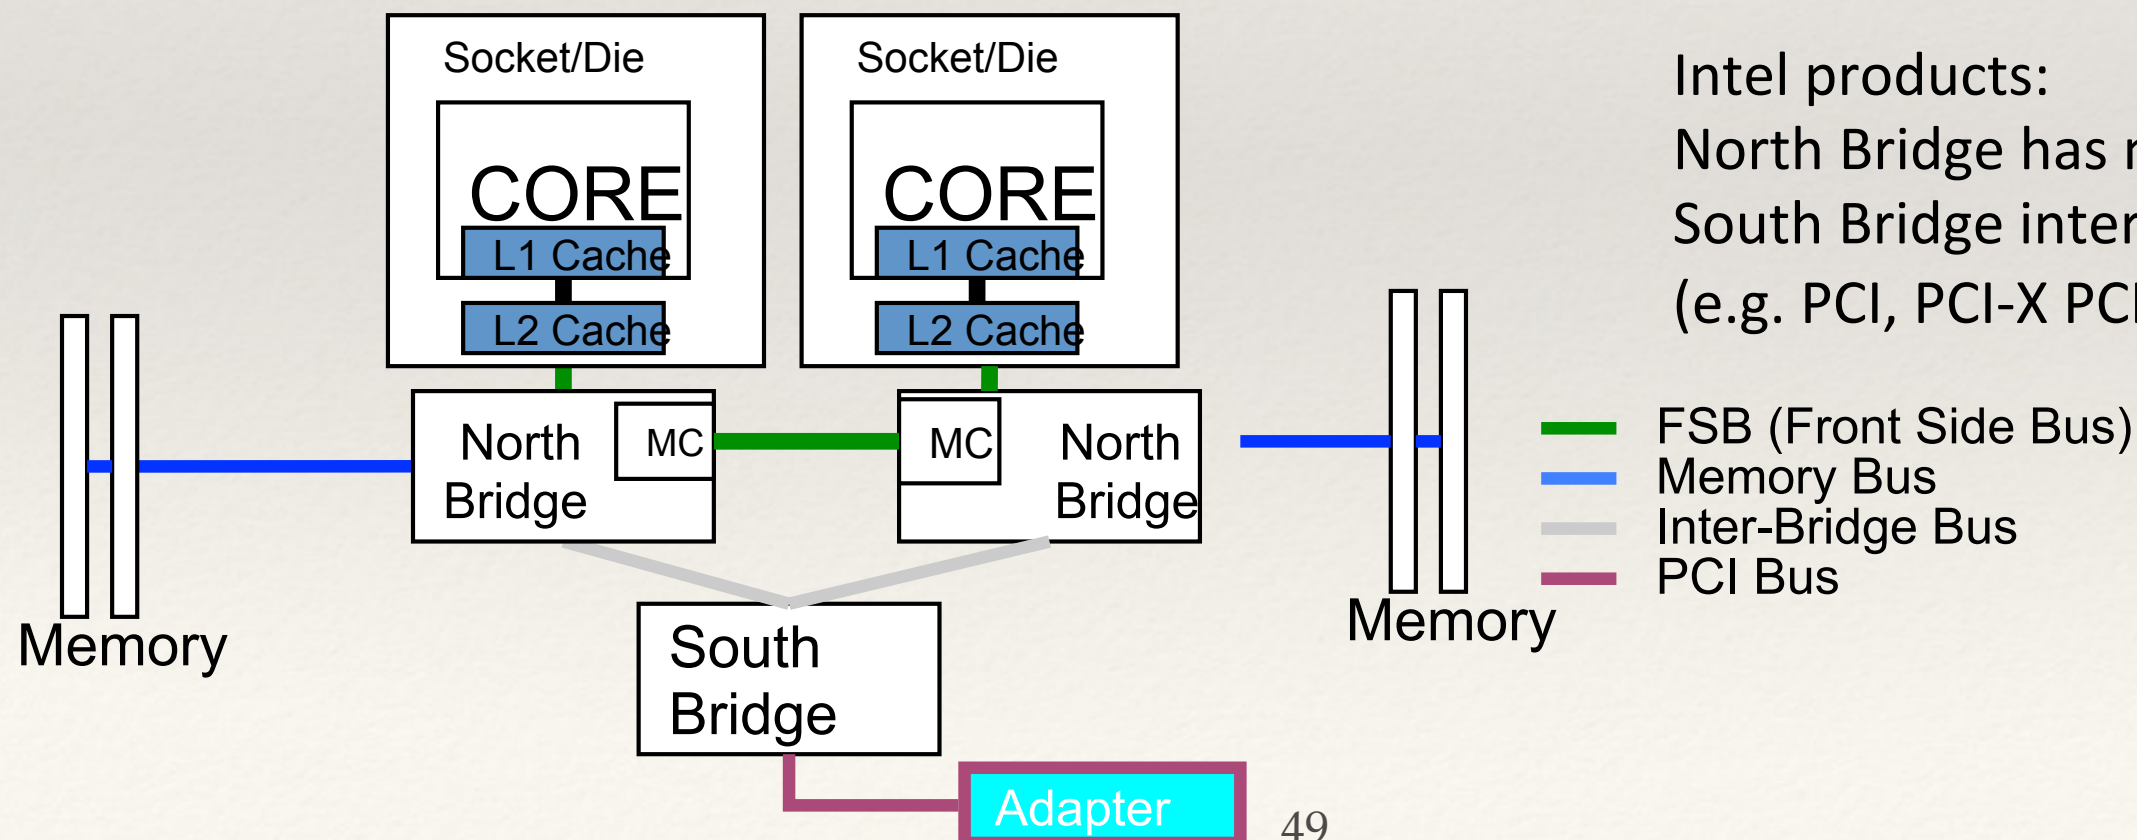 Socket/Die
CORE
L1 Cache
L2 Cache
Socket/Die
CORE
L1 Cache
L2 Cache
Intel products:
North Bridge has
South Bridge
(e.g. PCI, PCI-X
North
Bridge
MC
MC
North
Bridge
FSB (Front Side Bus)
Memory Bus
Inter-Bridge Bus
PCI Bus
Memory
Memory
South
Bridge
Adapter
49